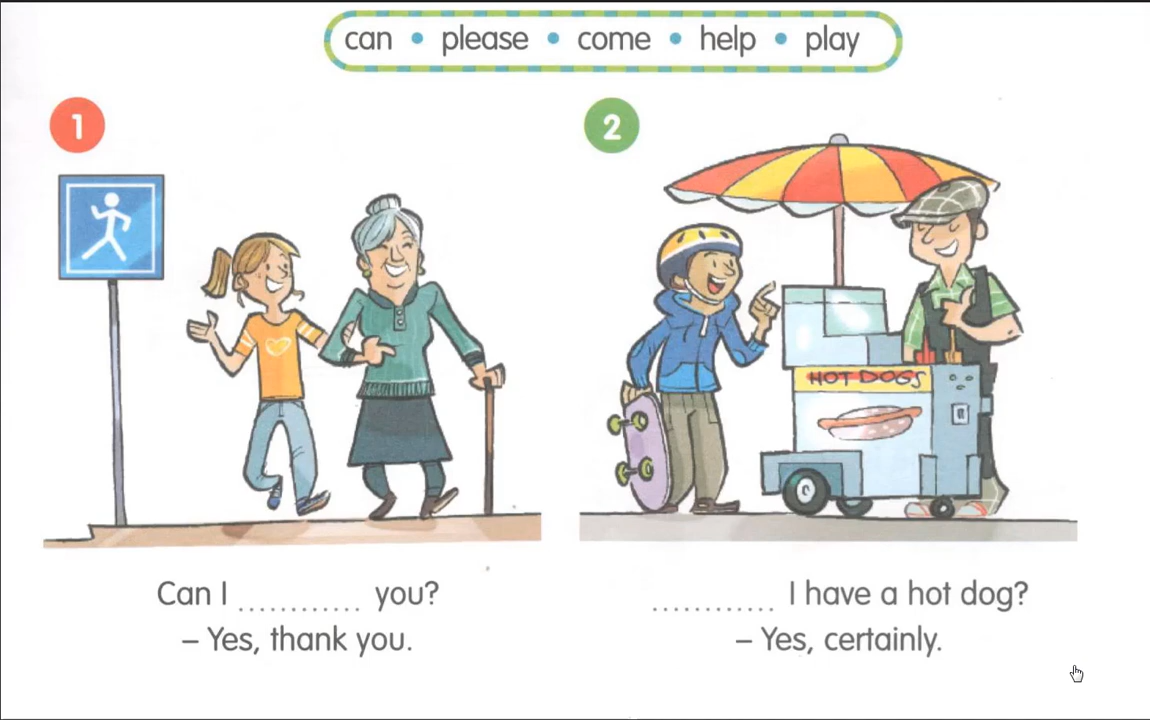 can • please • come • help • play
1
2
HOT DOGS
Can I ............ you?
– Yes, thank you.
............ I have a hot dog?
– Yes, certainly.